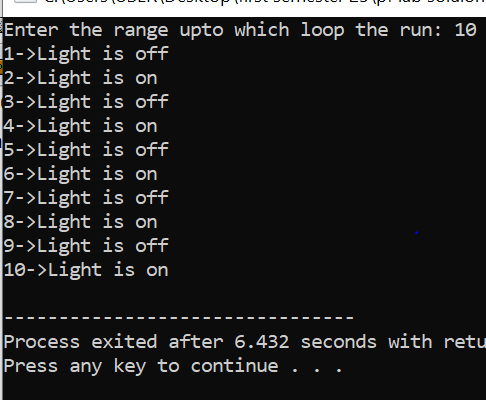 Enter the range upto which loop the run: 10
1->Light is off
2->Light is on
3->Light is off
4->Light is on
5->Light is off
6->Light is on
7->Light is off
8->Light is on
9->Light is off
10->Light is on
--------------------------------
Process exited after 6.432 seconds with retu
Press any key to continue . . .